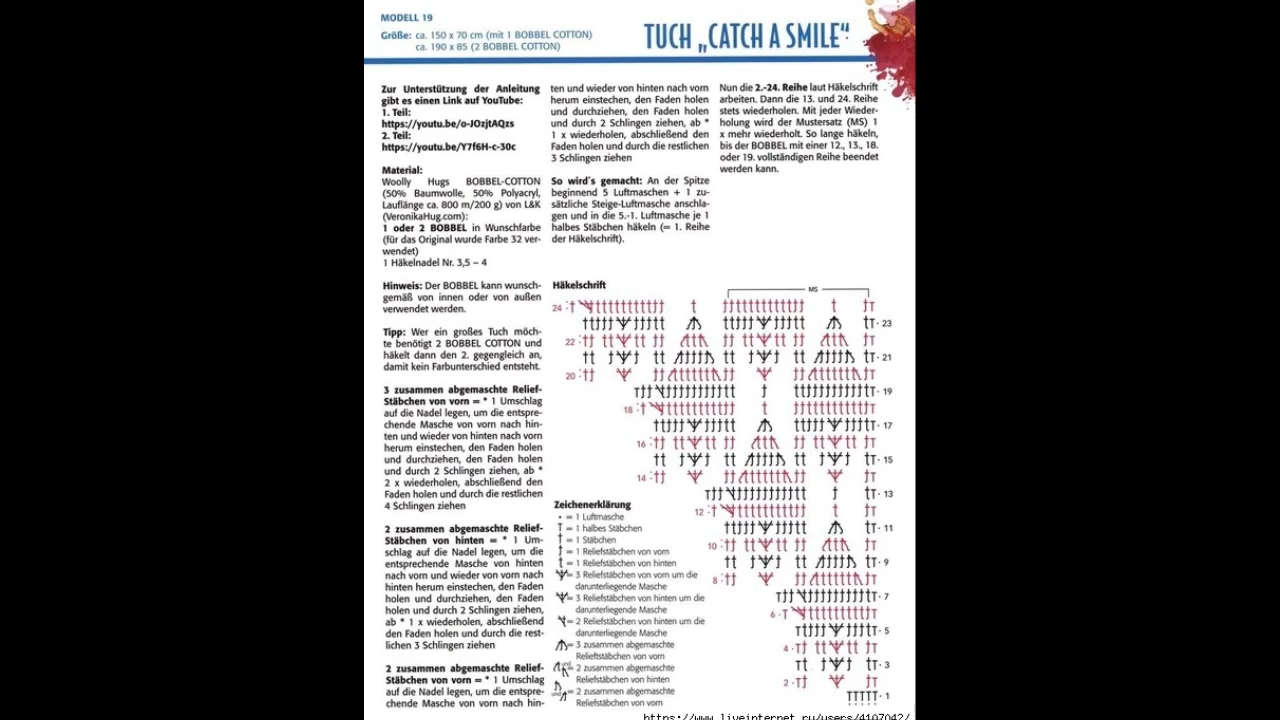 MODELL 19
Größe: ca. 150 x 70 cm (mit 1 BOBBEL COTTON)
ca. 190 x 85 (2 BOBBEL COTTON)
TUCH „CATCH A SMILE“
Zur Unterstützung der Anleitung
gibt es einen Link auf YouTube:
1. Teil:
https://youtu.be/o-JOzjtAQzs
2. Teil:
https://youtu.be/Y7f6H-c-30c
Material:
Woolly Hugs BOBBEL-COTTON
(50% Baumwolle, 50% Polyacryl,
Lauflänge ca. 800 m/200 g) von L&K
(VeronikaHug.com):
1 oder 2 BOBBEL in Wunschfarbe
(für das Original wurde Farbe 32 ver-
wendet)
1 Häkelnadel Nr. 3,5 – 4
Hinweis: Der BOBBEL kann wunsch-
gemäß von innen oder von außen
verwendet werden.
Tipp: Wer ein großes Tuch möch-
te benötigt 2 BOBBEL COTTON und
häkelt dann den 2. gegengleich an,
damit kein Farbunterschied entsteht.
3 zusammen abgemaschte Relief-
Stäbchen von vorn = * 1 Umschlag
auf die Nadel legen, um die entspre-
chende Masche von vorn nach hin-
ten und wieder von hinten nach vorn
herum einstechen, den Faden holen
und durchziehen, den Faden holen
und durch 2 Schlingen ziehen, ab *
2 x wiederholen, abschließend den
Faden holen und durch die restlichen
4 Schlingen ziehen
2 zusammen abgemaschte Relief-
Stäbchen von hinten = * 1 Um-
schlag auf die Nadel legen, um die
entsprechende Masche von hinten
nach vorn und wieder von vorn nach
hinten herum einstechen, den Faden
holen und durchziehen, den Faden
holen und durch 2 Schlingen ziehen,
ab * 1 x wiederholen, abschließend
den Faden holen und durch die rest-
lichen 3 Schlingen ziehen
2 zusammen abgemaschte Relief-
Stäbchen von vorn = * 1 Umschlag
auf die Nadel legen, um die entspre-
chende Masche von vorn nach hin-
ten und wieder von hinten nach vorn
herum einstechen, den Faden holen
und durchziehen, den Faden holen
und durch 2 Schlingen ziehen, ab *
1 x wiederholen, abschließend den
Faden holen und durch die restlichen
3 Schlingen ziehen
So wird's gemacht: An der Spitze
beginnend 5 Luftmaschen + 1 zu-
sätzliche Steige-Luftmasche anschla-
gen und in die 5.-1. Luftmasche je 1
halbes Stäbchen häkeln (= 1. Reihe
der Häkelschrift).
Nun die 2.-24. Reihe laut Häkelschrift
arbeiten. Dann die 13. und 24. Reihe
stets wiederholen. Mit jeder Wieder-
holung wird der Mustersatz (MS) 1
x mehr wiederholt. So lange häkeln,
bis der BOBBEL mit einer 12., 13., 18.
oder 19. vollständigen Reihe beendet
werden kann.
Häkelschrift
MS
24
23
22
21
20
19
18
17
16
15
14
13
12
11
10
9
8
7
6
5
4
3
2
1
Zeichenerklärung
= 1 Luftmasche
= 1 halbes Stäbchen
= 1 Stäbchen
= 1 Reliefstäbchen von vorn
= 1 Reliefstäbchen von hinten
= 3 Reliefstäbchen von vorn um die
darunterliegende Masche
= 3 Reliefstäbchen von hinten um die
darunterliegende Masche
= 2 Reliefstäbchen von hinten um die
darunterliegende Masche
= 3 zusammen abgemaschte
Relieftstäbchen von vorn
und = 2 zusammen abgemaschte
Reliefstäbchen von hinten
und = 2 zusammen abgemaschte
Reliefstäbchen von vorn
https://www.liveinternet.ru/users/4107042/